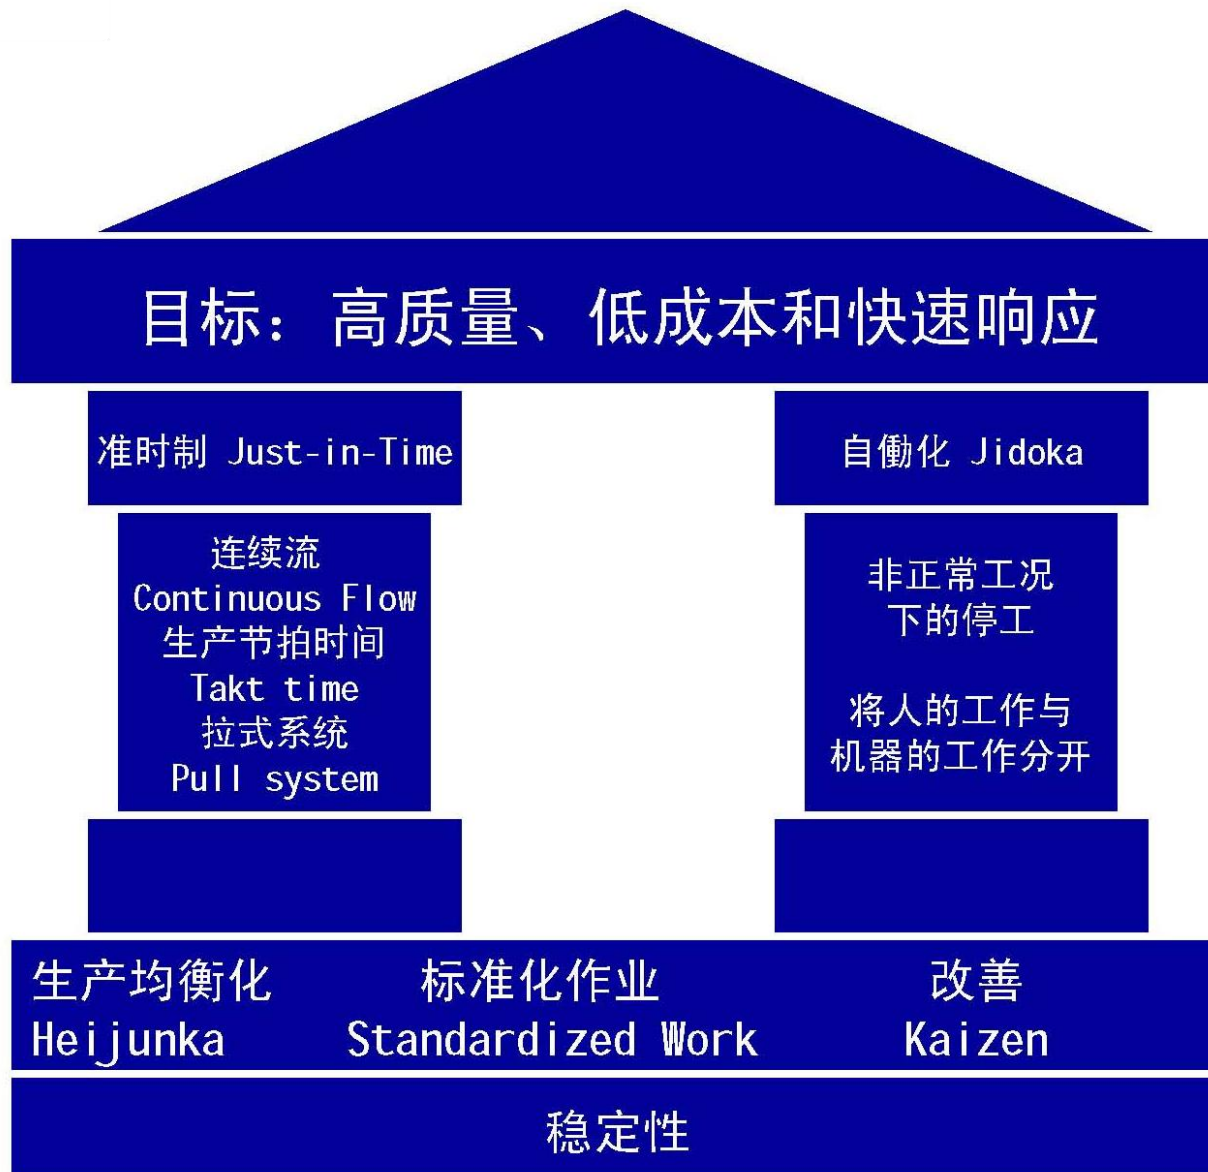 目标：高质量、低成本和快速响应
准时制 Just-in-Time
连续流
Continuous Flow
生产节拍时间
Takt time
拉式系统
Pull system
自働化 Jidoka
非正常工况
下的停工
将人的工作与
机器的工作分开
生产均衡化 标准化作业 改善
Heijunka Standardized Work Kaizen
稳定性